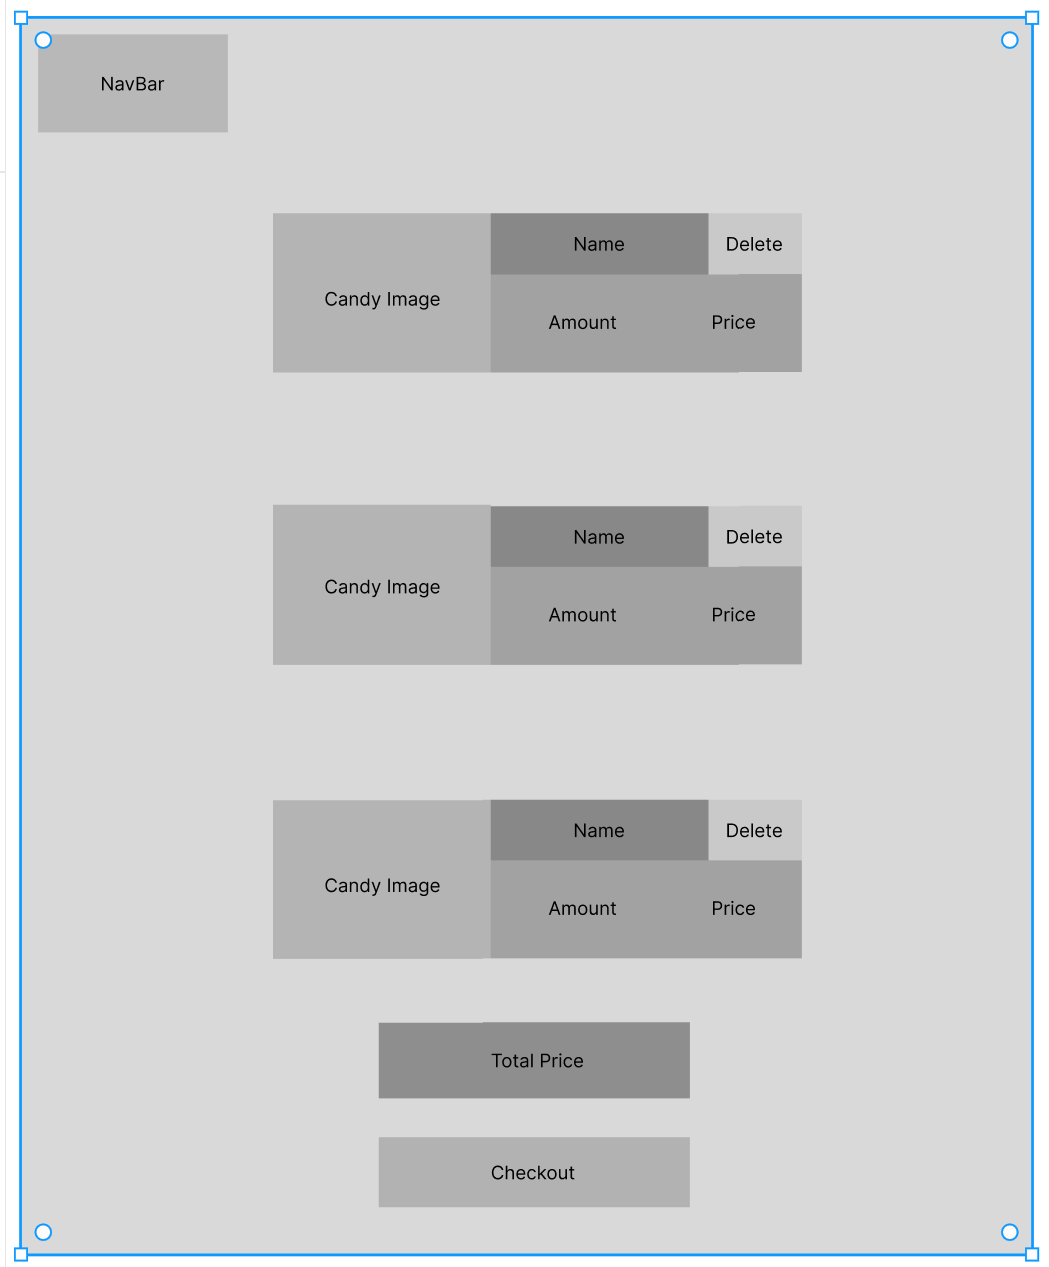 NavBar
Name
Delete
Candy Image
Amount
Price
Name
Delete
Candy Image
Amount
Price
Name
Delete
Candy Image
Amount
Price
Total Price
Checkout